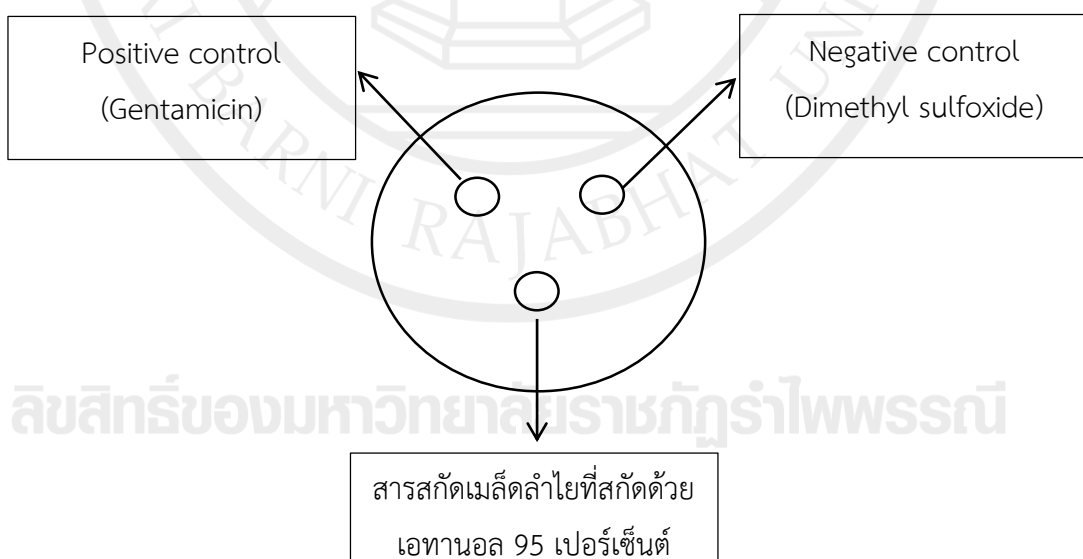 Positive control
(Gentamicin)
Negative control
(Dimethyl sulfoxide)
BARNI RAJABHAT UNI
ลิขสิทธิ์ของมหาวิทยาลัยราชภัฏรำไพพรรณี
สารสกัดเมล็ดลำไยที่สกัดด้วย
เอทานอล 95 เปอร์เซ็นต์